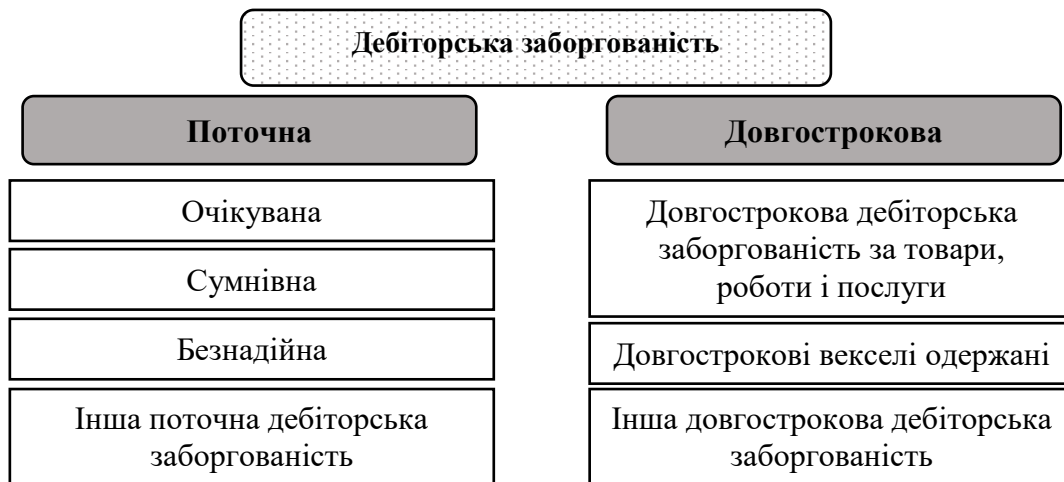 Дебіторська заборгованість
Поточна
Очікувана
Сумнівна
Безнадійна
Інша поточна дебіторська
заборгованість
Довгострокова
Довгострокова дебіторська
заборгованість за товари,
роботи і послуги
Довгострокові векселі одержані
Інша довгострокова дебіторська
заборгованість